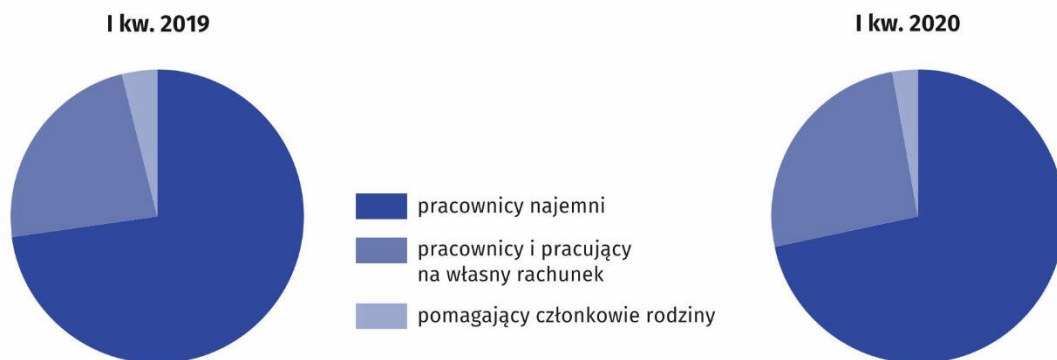 I kw. 2019
I kw. 2020
pracownicy najemni
pracownicy i pracujący
na własny rachunek
pomagający członkowie rodziny